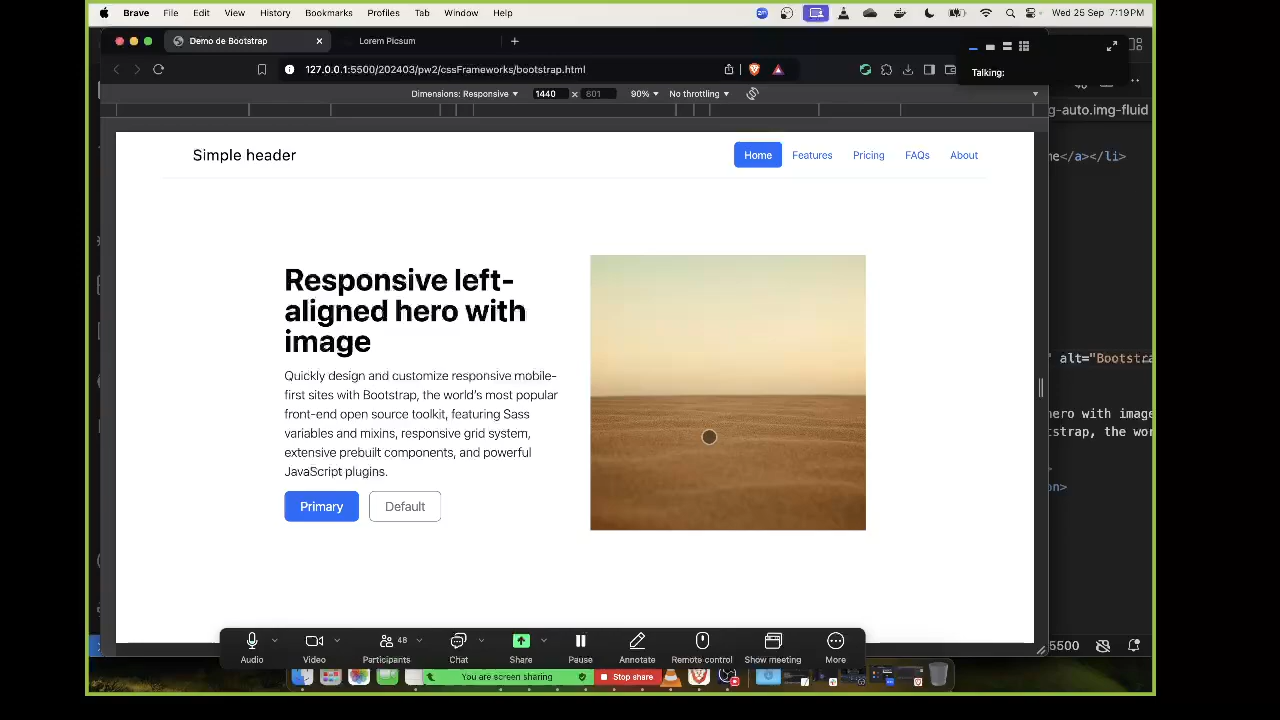 Brave File Edit View History Bookmarks Profiles Tab Window Help Wed 25 Sep 7:19 PM
Demo de Bootstrap Lorem Picsum
127.0.0.1:5500/202403/pw2/cssFrameworks/bootstrap.html
Talking:
Dimensions: Responsive 1440 × 801 90% No throttling
g-auto.img-fluid
Simple header Home Features Pricing FAQs About
me</a></li>
Responsive left-
aligned hero with
image
" alt="Bootstra
Quickly design and customize responsive mobile-
first sites with Bootstrap, the world's most popular
front-end open source toolkit, featuring Sass
variables and mixins, responsive grid system,
extensive prebuilt components, and powerful
JavaScript plugins.
ero with imag
tstrap, the wor
>
on>
Primary Default
5500
48
Audio Video Participants Chat Share Pause Annotate Remote control Show meeting More
You are screen sharing Stop share